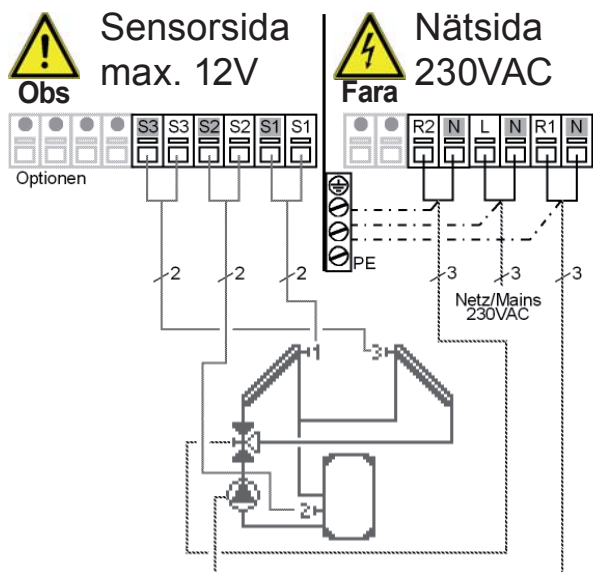 Sensorsida
max. 12V
Obs
Nätsida
230VAC
Fara
S3 S3 S2 S2 S1 S1
R2 N L N R1 N
Optionen
PE
2 2 2
3 3 3
Netz/Mains
230VAC
1 3
2